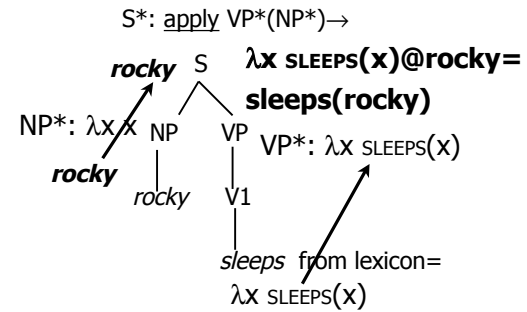 S*: apply VP*(NP*)→
rocky S λx SLEEPS(x)@rocky=
sleeps(rocky)
NP*: λx x NP VP
VP*: λx SLEEPS(x)
rocky
rocky V1
sleeps from lexicon=
λx SLEEPS(x)